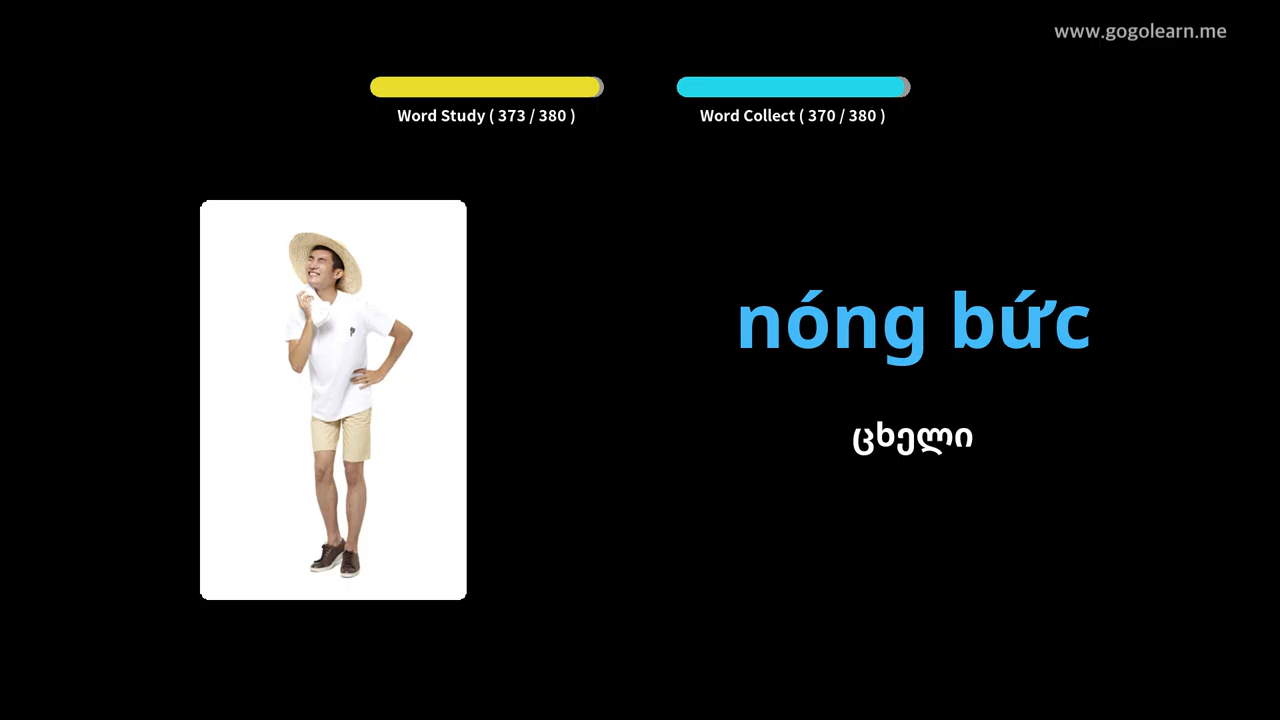 www.gogolearn.me
Word Study ( 373 / 380 )
Word Collect ( 370 / 380 )
nóng bức
ცხელი